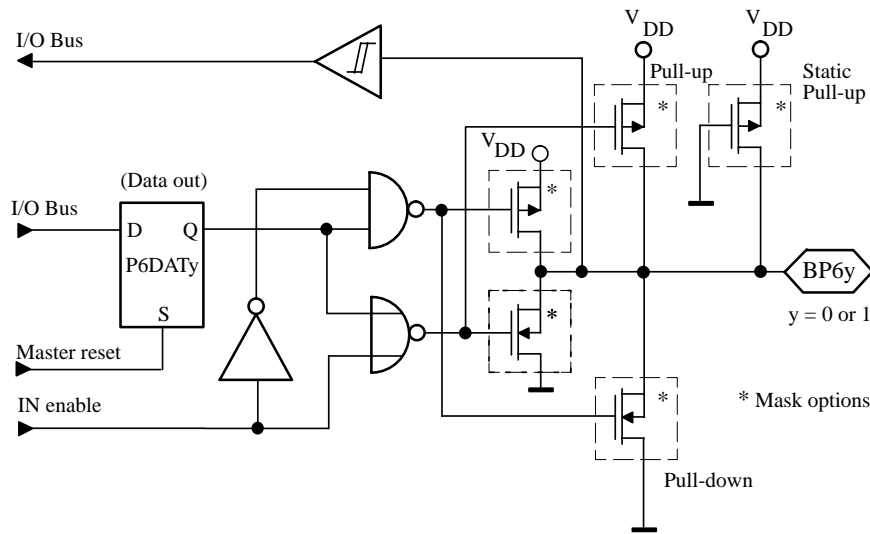 I/O Bus
V
DD
V
DD
Pull-up
Static
Pull-up
*
*
V
DD
(Data out)
*
I/O Bus
D
Q
P6DATy
BP6y
*
S
y = 0 or 1
Master reset
*
* Mask options
IN enable
Pull-down